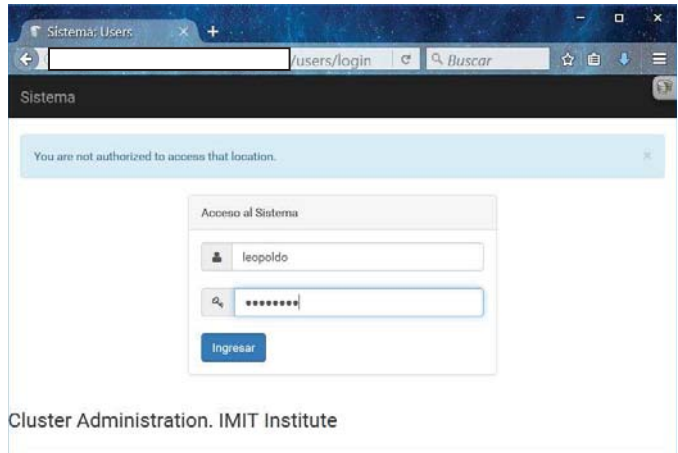 Sistema: Users
/users/login
Buscar
Sistema
You are not authorized to access that location.
Acceso al Sistema
leopoldo
Ingresar
Cluster Administration. IMIT Institute